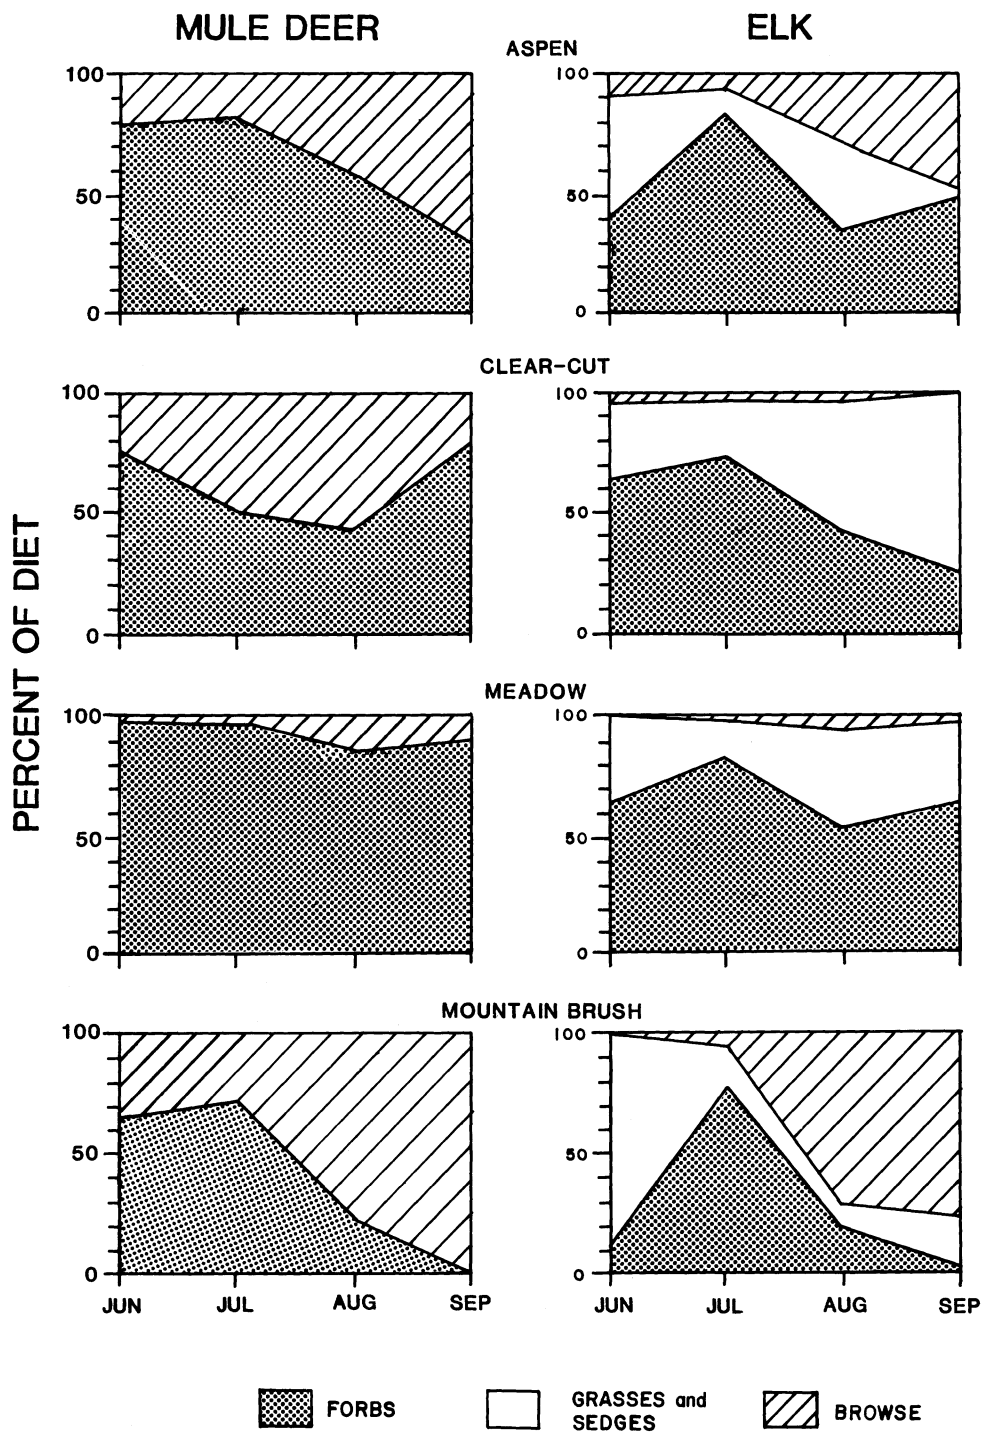 MULE DEER
ELK
ASPEN
100
50
0
100
50
0
CLEAR-CUT
100
50
0
100
50
0
PERCENT OF DIET
MEADOW
100
50
0
100
50
0
MOUNTAIN BRUSH
100
50
0
JUN JUL AUG SEP
100
50
0
JUN JUL AUG SEP
FORBS
GRASSES and
SEDGES
BROWSE